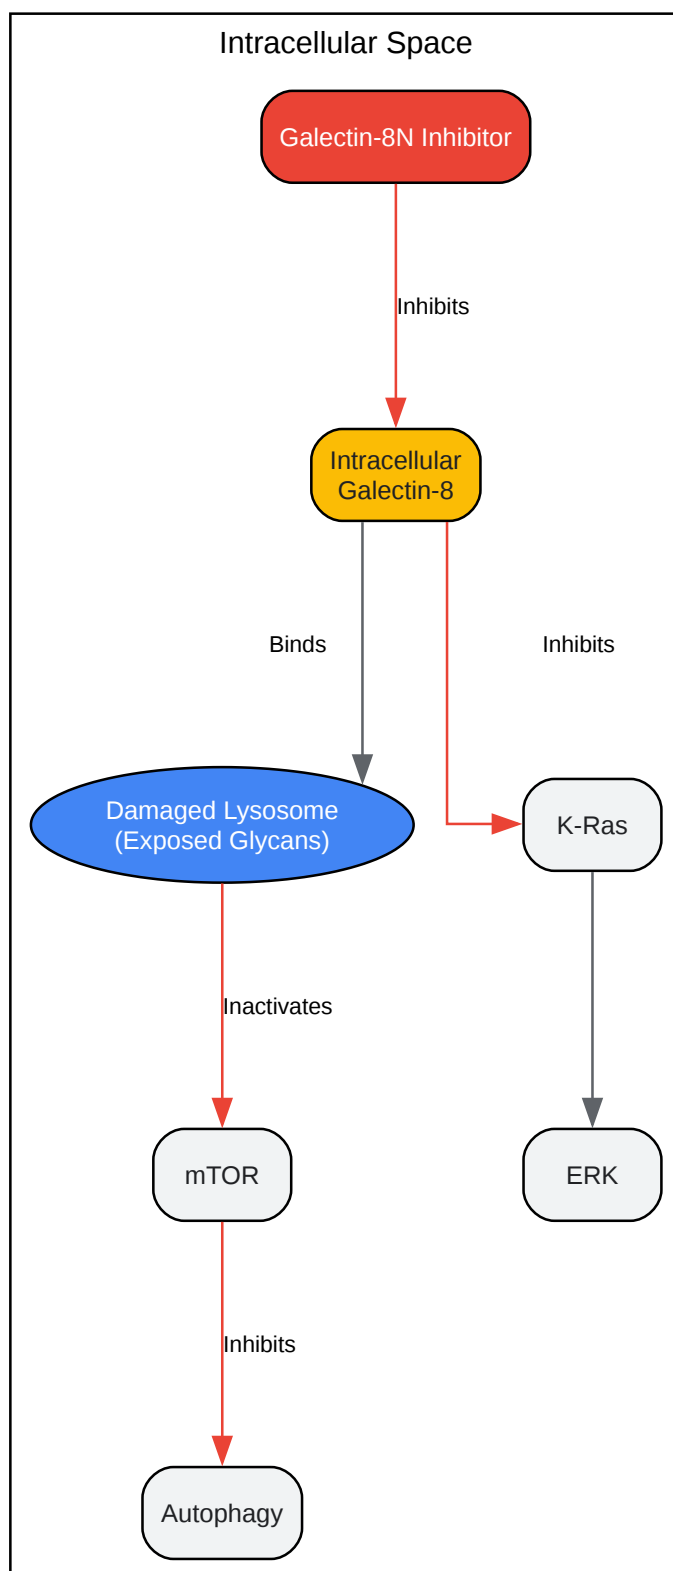 Intracellular Space
Galectin-8N Inhibitor
Inhibits
Intracellular
Galectin-8
Binds
Inhibits
Damaged Lysosome
(Exposed Glycans)
K-Ras
Inactivates
mTOR
ERK
Inhibits
Autophagy